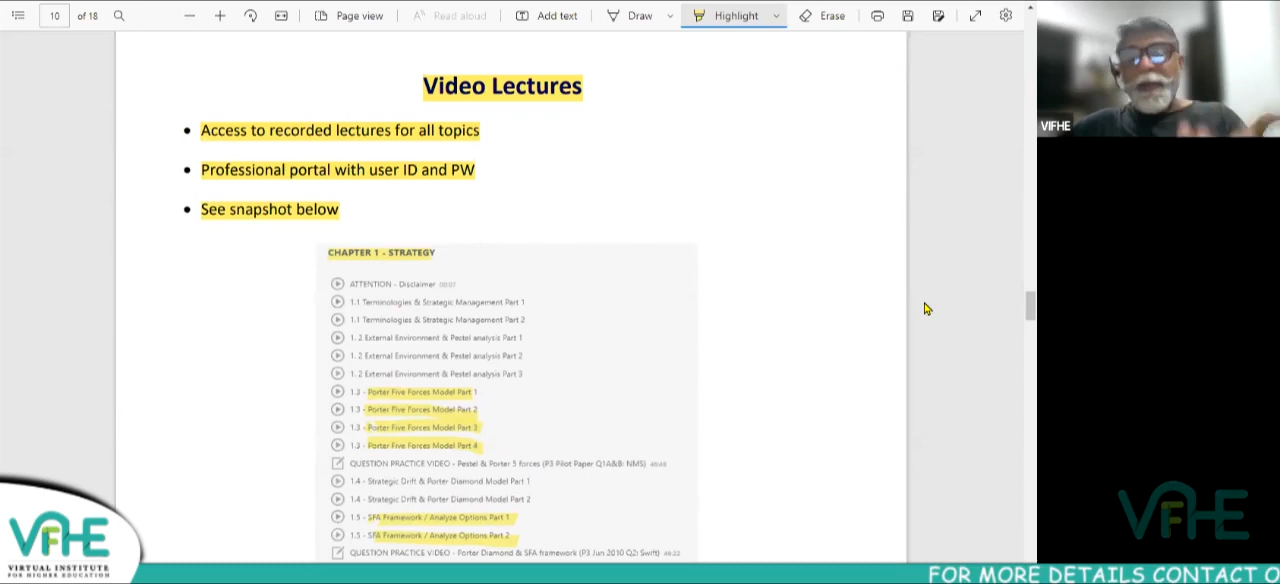 10 of 18 Page view Read aloud Add text Draw Highlight Erase
Video Lectures
• Access to recorded lectures for all topics
• Professional portal with user ID and PW
• See snapshot below
CHAPTER 1 - STRATEGY
ATTENTION - Disclaimer 00:07
1.1 Terminologies & Strategic Management Part 1
1.1 Terminologies & Strategic Management Part 2
1. 2 External Environment & Pestel analysis Part 1
1. 2 External Environment & Pestel analysis Part 2
1. 2 External Environment & Pestel analysis Part 3
1.3 - Porter Five Forces Model Part 1
1.3 - Porter Five Forces Model Part 2
1.3 - Porter Five Forces Model Part 3
1.3 - Porter Five Forces Model Part 4
QUESTION PRACTICE VIDEO - Pestel & Porter 5 forces (P3 Pilot Paper Q1A&B: NMS)
1.4 - Strategic Drift & Porter Diamond Model Part 1
1.4 - Strategic Drift & Porter Diamond Model Part 2
1.5 - SFA Framework / Analyze Options Part 1
1.5 - SFA Framework / Analyze Options Part 2
QUESTION PRACTICE VIDEO - Porter Diamond & SFA framework (P3 Jun 2010 Q2: Swift)
VIFHE
VIFHE
VIRTUAL INSTITUTE
FOR HIGHER EDUCATION
VIFHE
FOR MORE DETAILS CONTACT O